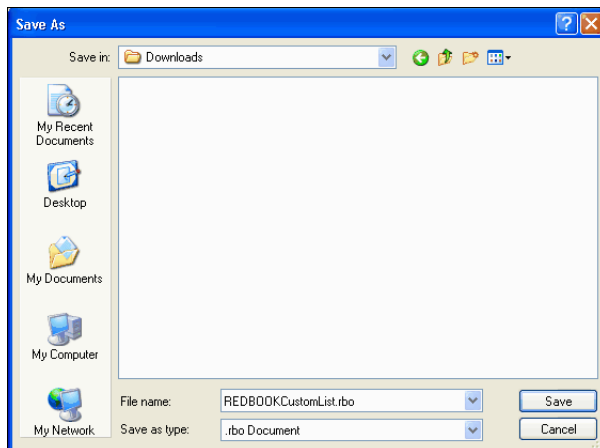 Save As
Save in:
Downloads
My Recent
Documents
Desktop
My Documents
My Computer
My Network
File name:
REDBOOKCustomList.rbo
Save
Save as type:
.rbo Document
Cancel